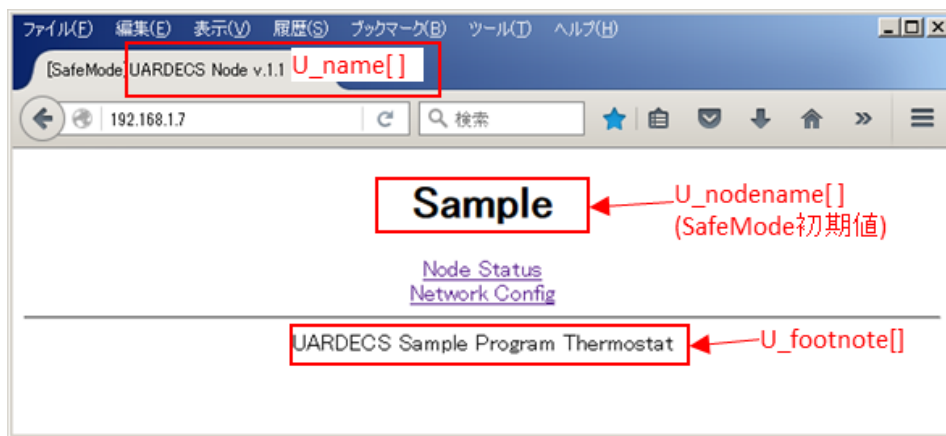 ファイル(F) 編集(E) 表示(V) 履歴(S) ブックマーク(B) ツール(T) ヘルプ(H)
[SafeMode]UARDECS Node v.1.1 U_name[ ]
192.168.1.7 検索
Sample
U_nodename[ ]
(SafeMode初期値)
Node Status
Network Config
UARDECS Sample Program Thermostat
U_footnote[]